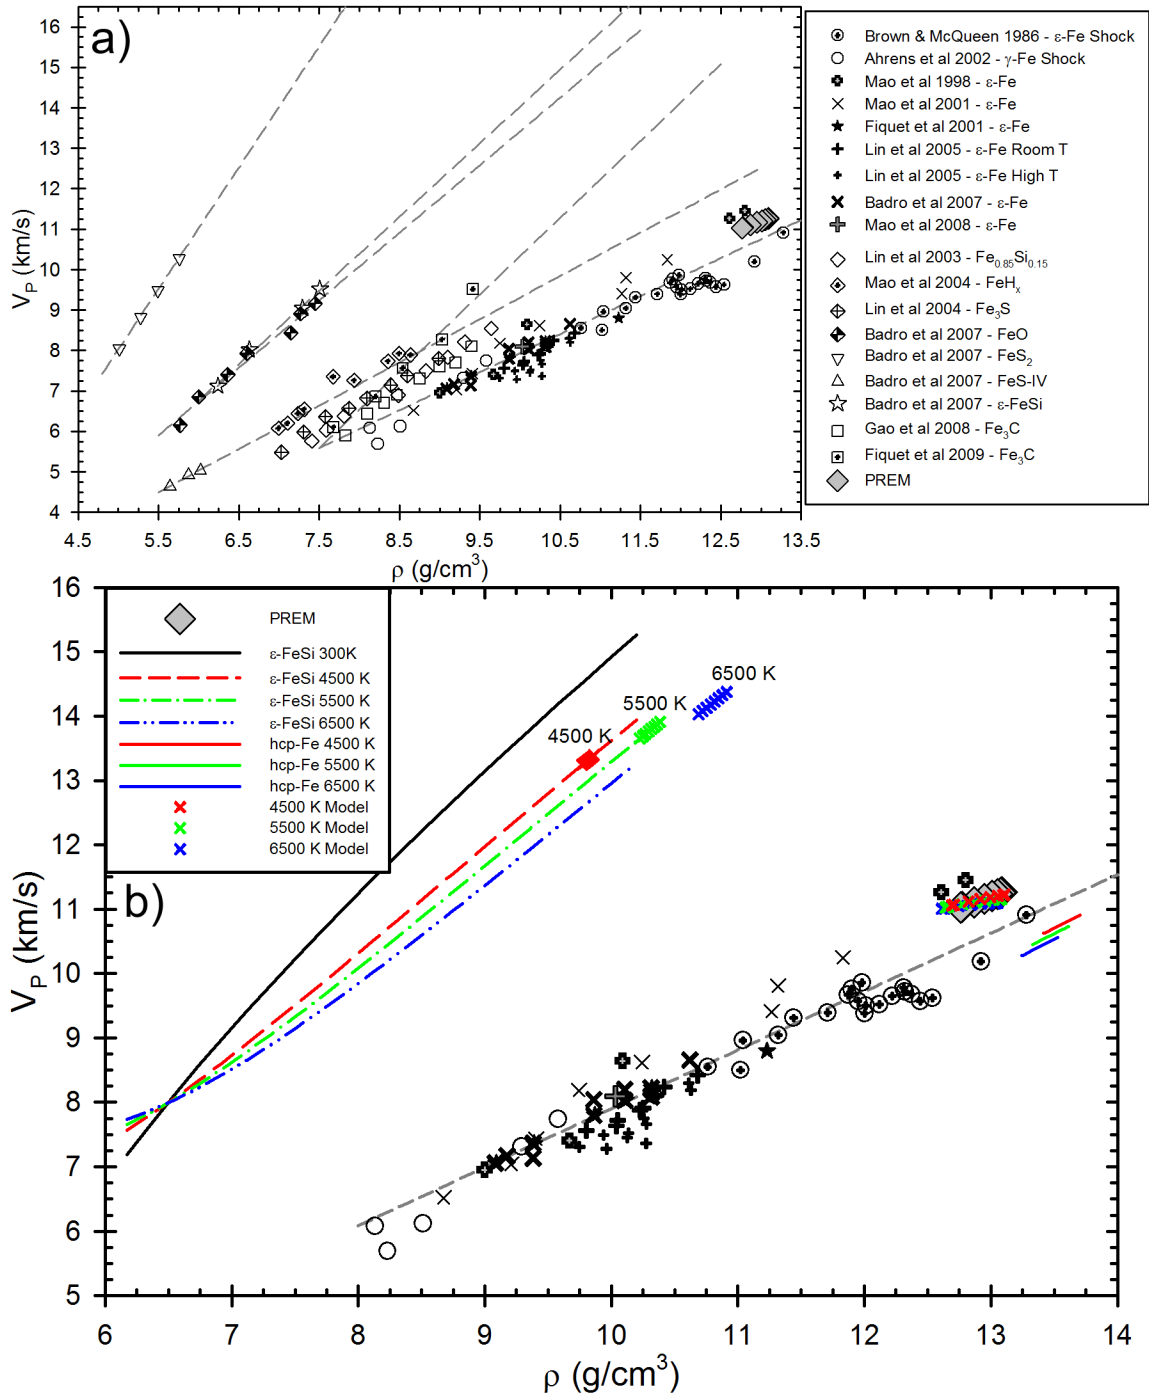 a)
16
15
14
13
12
11
10
9
8
7
6
5
4
V_P (km/s)
4.5 5.5 6.5 7.5 8.5 9.5 10.5 11.5 12.5 13.5
ρ (g/cm³)
Brown & McQueen 1986 - ε-Fe Shock
Ahrens et al 2002 - γ-Fe Shock
Mao et al 1998 - ε-Fe
Mao et al 2001 - ε-Fe
Fiquet et al 2001 - ε-Fe
Lin et al 2005 - ε-Fe Room T
Lin et al 2005 - ε-Fe High T
Badro et al 2007 - ε-Fe
Mao et al 2008 - ε-Fe
Lin et al 2003 - Fe₀.₈₅Si₀.₁₅
Mao et al 2004 - FeHₓ
Lin et al 2004 - Fe₃S
Badro et al 2007 - FeO
Badro et al 2007 - FeS₂
Badro et al 2007 - FeS-IV
Badro et al 2007 - ε-FeSi
Gao et al 2008 - Fe₃C
Fiquet et al 2009 - Fe₃C
PREM
b)
16
15
14
13
12
11
10
9
8
7
6
5
V_P (km/s)
PREM
ε-FeSi 300K
ε-FeSi 4500 K
ε-FeSi 5500 K
ε-FeSi 6500 K
hcp-Fe 4500 K
hcp-Fe 5500 K
hcp-Fe 6500 K
4500 K Model
5500 K Model
6500 K Model
6500 K
5500 K
4500 K
6 7 8 9 10 11 12 13 14
ρ (g/cm³)